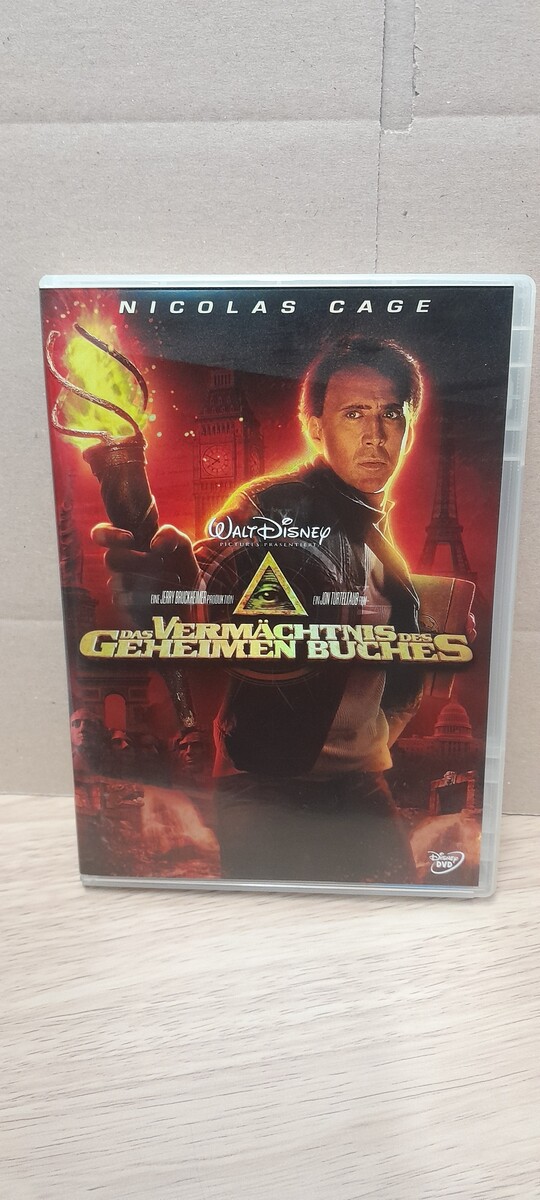 NICOLAS CAGE
WALT DISNEY
PICTURES PRÄSENTIERT
EINE JERRY BRUCKHEIMER PRODUKTION
EIN JON TURTELTAUB FILM
DAS VERMÄCHTNIS DES
GEHEIMEN BUCHES
DISNEY
DVD